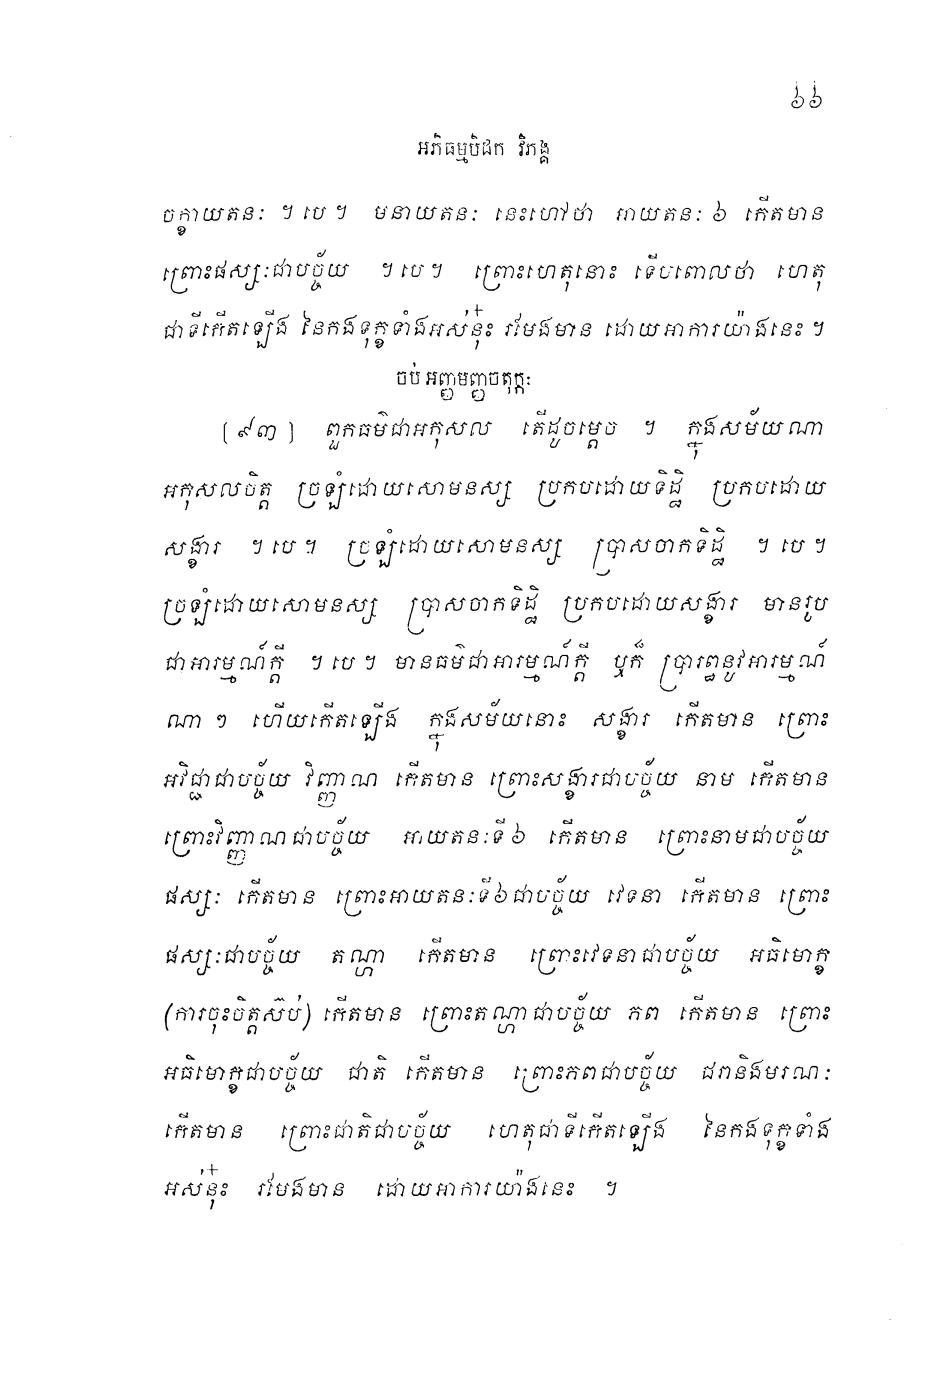 ៦៦
អភិធម្មបិដក វិភង្គ
ចក្ខាយតនៈ ។ បេ ។ មនាយតនៈ នេះហៅថា អាយតនៈ ៦ កើតមាន
ព្រោះផស្សៈជាបច្ច័យ ។ បេ ។ ព្រោះហេតុនោះ ទើបពោលថា ហេតុ
ជាទីកើតឡើង នៃកងទុក្ខទាំងអស់នុ៎ះ រមែងមាន ដោយអាការយ៉ាងនេះ ។
ចប់ អញ្ញមញ្ញចតុក្កៈ
[ ៩៣ ] ពួកធម៌ជាអកុសល តើដូចម្តេច ។ ក្នុងសម័យណា
អកុសលចិត្ត ច្រឡំដោយសោមនស្ស ប្រកបដោយទិដ្ឋិ ប្រកបដោយ
សង្ខារ ។ បេ ។ ច្រឡំដោយសោមនស្ស ប្រាសចាកទិដ្ឋិ ។ បេ ។
ច្រឡំដោយសោមនស្ស ប្រាសចាកទិដ្ឋិ ប្រកបដោយសង្ខារ មានរូប
ជាអារម្មណ៍ក្តី ។ បេ ។ មានធម៌ជាអារម្មណ៍ក្តី ឬក៏ ប្រារព្ធនូវអារម្មណ៍
ណា ៗ ហើយកើតឡើង ក្នុងសម័យនោះ សង្ខារ កើតមាន ព្រោះ
អវិជ្ជាជាបច្ច័យ វិញ្ញាណ កើតមាន ព្រោះសង្ខារជាបច្ច័យ នាម កើតមាន
ព្រោះវិញ្ញាណជាបច្ច័យ អាយតនៈទី ៦ កើតមាន ព្រោះនាមជាបច្ច័យ
ផស្សៈ កើតមាន ព្រោះអាយតនៈទី៦ជាបច្ច័យ វេទនា កើតមាន ព្រោះ
ផស្សៈជាបច្ច័យ តណ្ហា កើតមាន ព្រោះវេទនាជាបច្ច័យ អធិមោក្ខ
(ការចុះចិត្តស៊ប់) កើតមាន ព្រោះតណ្ហាជាបច្ច័យ ភព កើតមាន ព្រោះ
អធិមោក្ខជាបច្ច័យ ជាតិ កើតមាន ព្រោះភពជាបច្ច័យ ជរានិងមរណៈ
កើតមាន ព្រោះជាតិជាបច្ច័យ ហេតុជាទីកើតឡើង នៃកងទុក្ខទាំង
អស់នុ៎ះ រមែងមាន ដោយអាការយ៉ាងនេះ ។